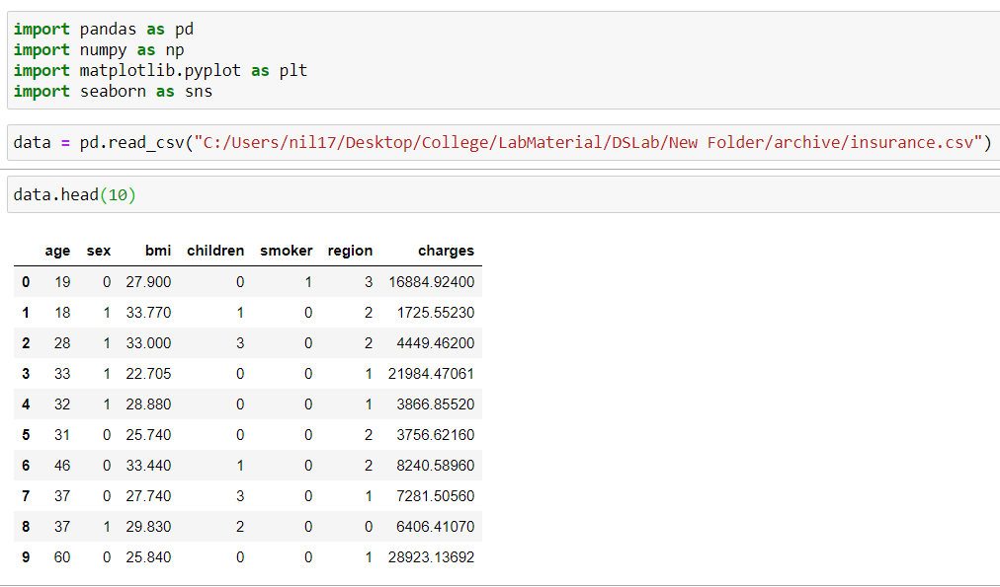 import pandas as pd
import numpy as np
import matplotlib.pyplot as plt
import seaborn as sns
data = pd.read_csv("C:/Users/nil17/Desktop/College/LabMaterial/DSLab/New Folder/archive/insurance.csv")
data.head(10)
age sex bmi children smoker region charges
0 19 0 27.900 0 1 3 16884.92400
1 18 1 33.770 1 0 2 1725.55230
2 28 1 33.000 3 0 2 4449.46200
3 33 1 22.705 0 0 1 21984.47061
4 32 1 28.880 0 0 1 3866.85520
5 31 0 25.740 0 0 2 3756.62160
6 46 0 33.440 1 0 2 8240.58960
7 37 0 27.740 3 0 1 7281.50560
8 37 1 29.830 2 0 0 6406.41070
9 60 0 25.840 0 0 1 28923.13692